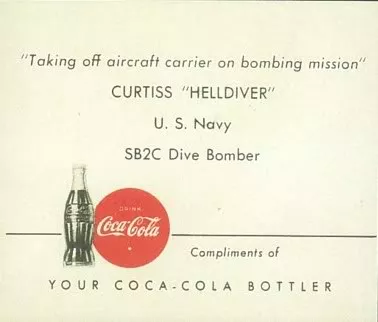 "Taking off aircraft carrier on bombing mission"
CURTISS "HELLDIVER"
U. S. Navy
SB2C Dive Bomber
DRINK
Coca-Cola
Compliments of
YOUR COCA-COLA BOTTLER